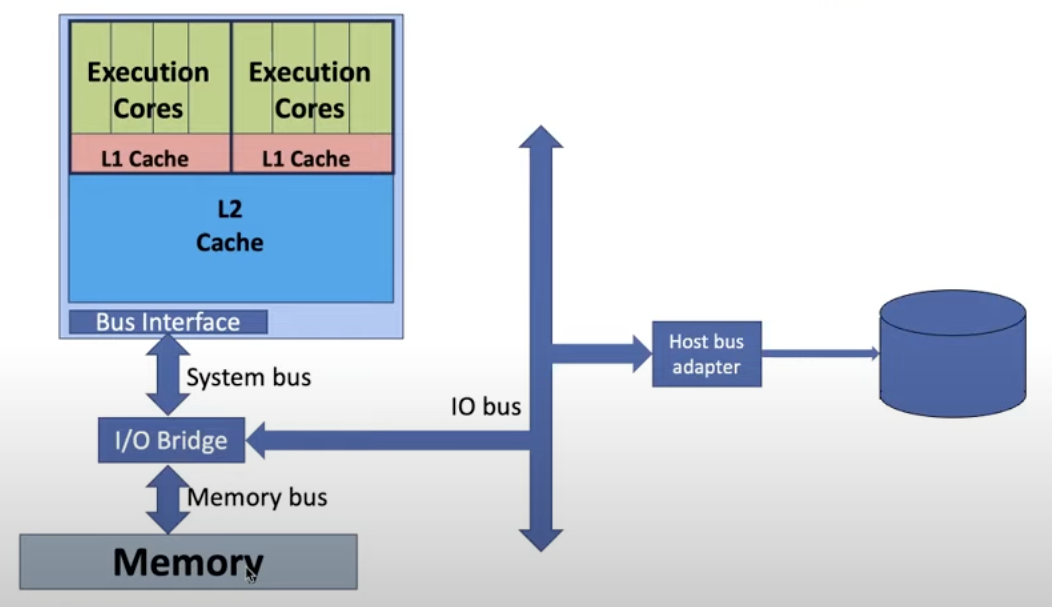 Execution
Cores
Execution
Cores
L1 Cache
L1 Cache
L2
Cache
Bus Interface
System bus
I/O Bridge
Memory bus
Memory
IO bus
Host bus
adapter